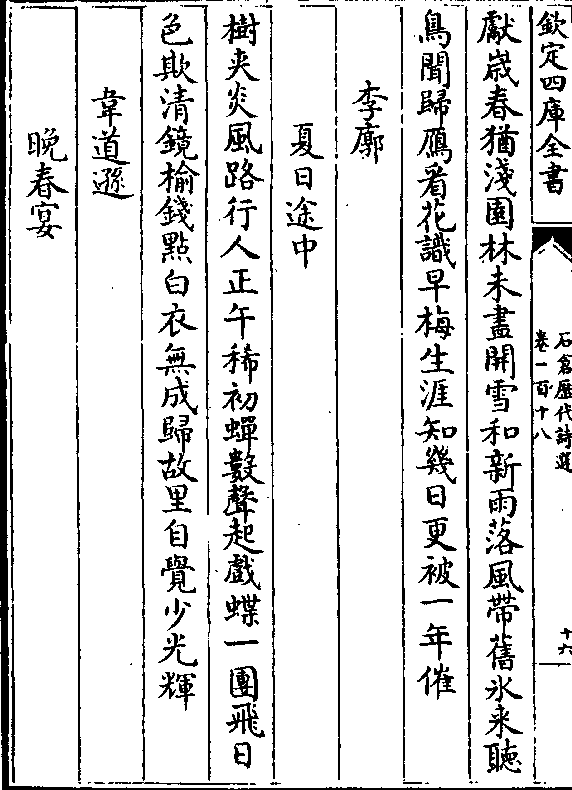 欽定四庫全書
石倉歷代詩選
卷一百十八
十六
獻歲春猶淺園林未盡開雪和新雨落風帶舊氷来聽
鳥聞歸鴈看花識早梅生涯知幾日更被一年催
李廓
夏日途中
樹夾炎風路行人正午稀初蟬數聲起戲蝶一團飛日
色欺清鏡榆錢點白衣無成歸故里自覺少光輝
韋道遜
晚春宴